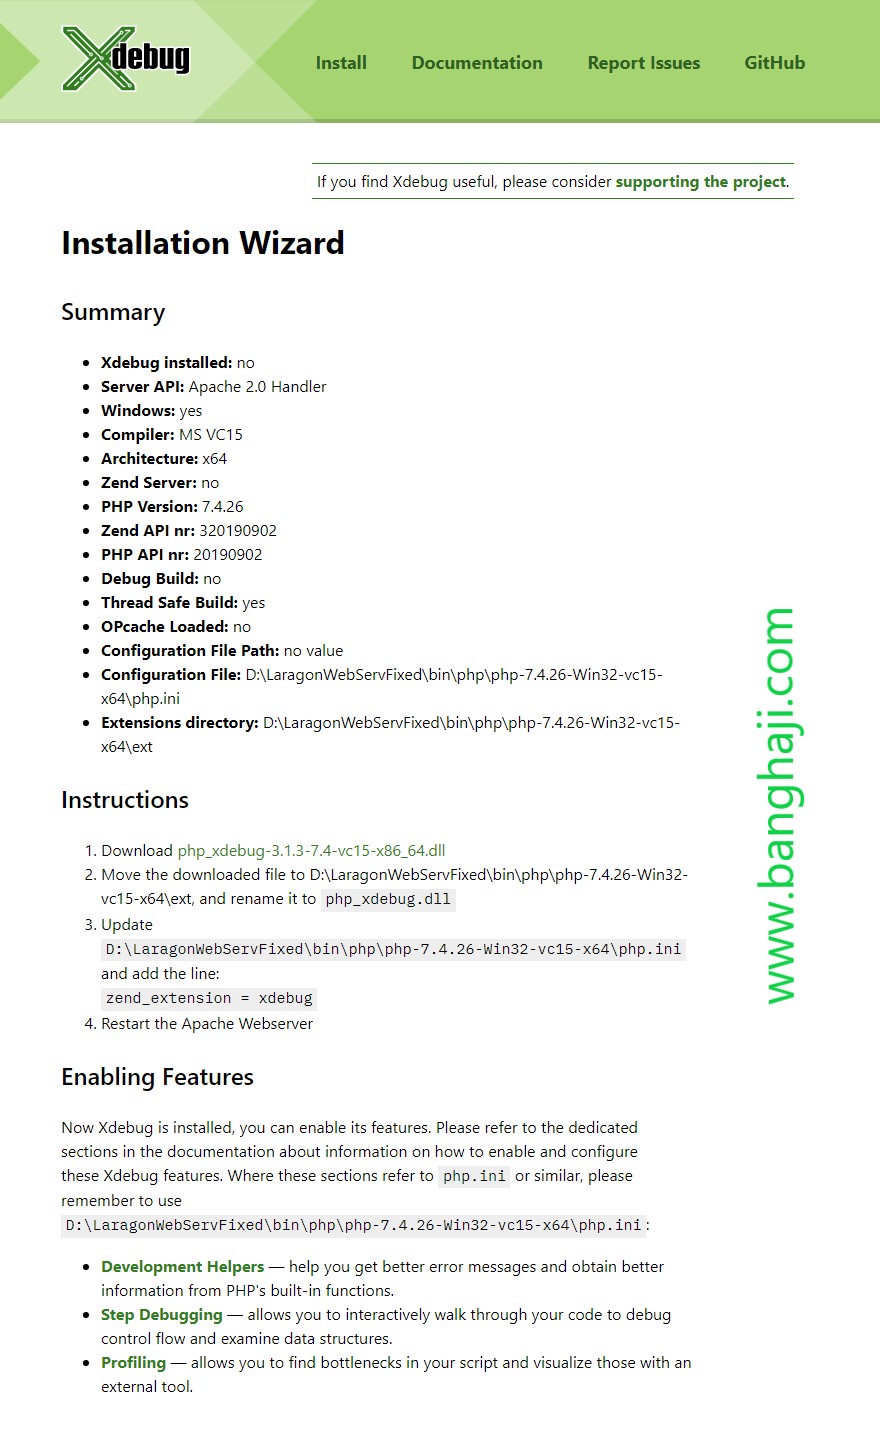 Xdebug
Install Documentation Report Issues GitHub
If you find Xdebug useful, please consider supporting the project.
Installation Wizard
Summary
• Xdebug installed: no
• Server API: Apache 2.0 Handler
• Windows: yes
• Compiler: MS VC15
• Architecture: x64
• Zend Server: no
• PHP Version: 7.4.26
• Zend API nr: 320190902
• PHP API nr: 20190902
• Debug Build: no
• Thread Safe Build: yes
• OPcache Loaded: no
• Configuration File Path: no value
• Configuration File: D:\LaragonWebServFixed\bin\php\php-7.4.26-Win32-vc15-
x64\php.ini
• Extensions directory: D:\LaragonWebServFixed\bin\php\php-7.4.26-Win32-vc15-
x64\ext
Instructions
1. Download php_xdebug-3.1.3-7.4-vc15-x86_64.dll
2. Move the downloaded file to D:\LaragonWebServFixed\bin\php\php-7.4.26-Win32-
vc15-x64\ext, and rename it to php_xdebug.dll
3. Update
D:\LaragonWebServFixed\bin\php\php-7.4.26-Win32-vc15-x64\php.ini
and add the line:
zend_extension = xdebug
4. Restart the Apache Webserver
Enabling Features
Now Xdebug is installed, you can enable its features. Please refer to the dedicated
sections in the documentation about information on how to enable and configure
these Xdebug features. Where these sections refer to php.ini or similar, please
remember to use
D:\LaragonWebServFixed\bin\php\php-7.4.26-Win32-vc15-x64\php.ini:
• Development Helpers — help you get better error messages and obtain better
information from PHP's built-in functions.
• Step Debugging — allows you to interactively walk through your code to debug
control flow and examine data structures.
• Profiling — allows you to find bottlenecks in your script and visualize those with an
external tool.
www.banghaji.com